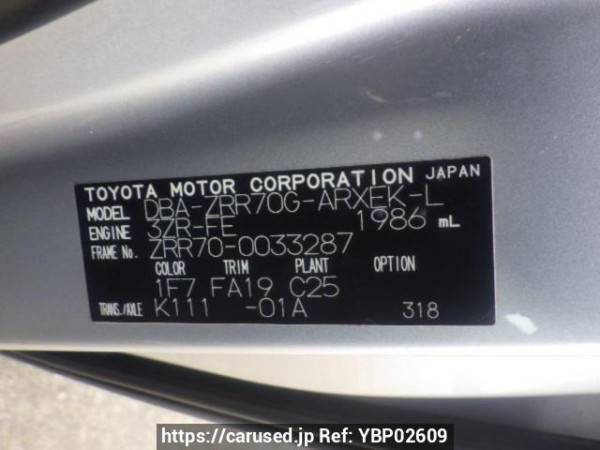 TOYOTA MOTOR CORPORATION JAPAN
MODEL DBA-ZRR70G-ARXEK-L
ENGINE 3ZR-FE 1986 mL
FRAME No. ZRR70-0033287
COLOR TRIM PLANT OPTION
1F7 FA19 C25
TRANS./AXLE K111 -01A 318
https://carused.jp Ref: YBP02609